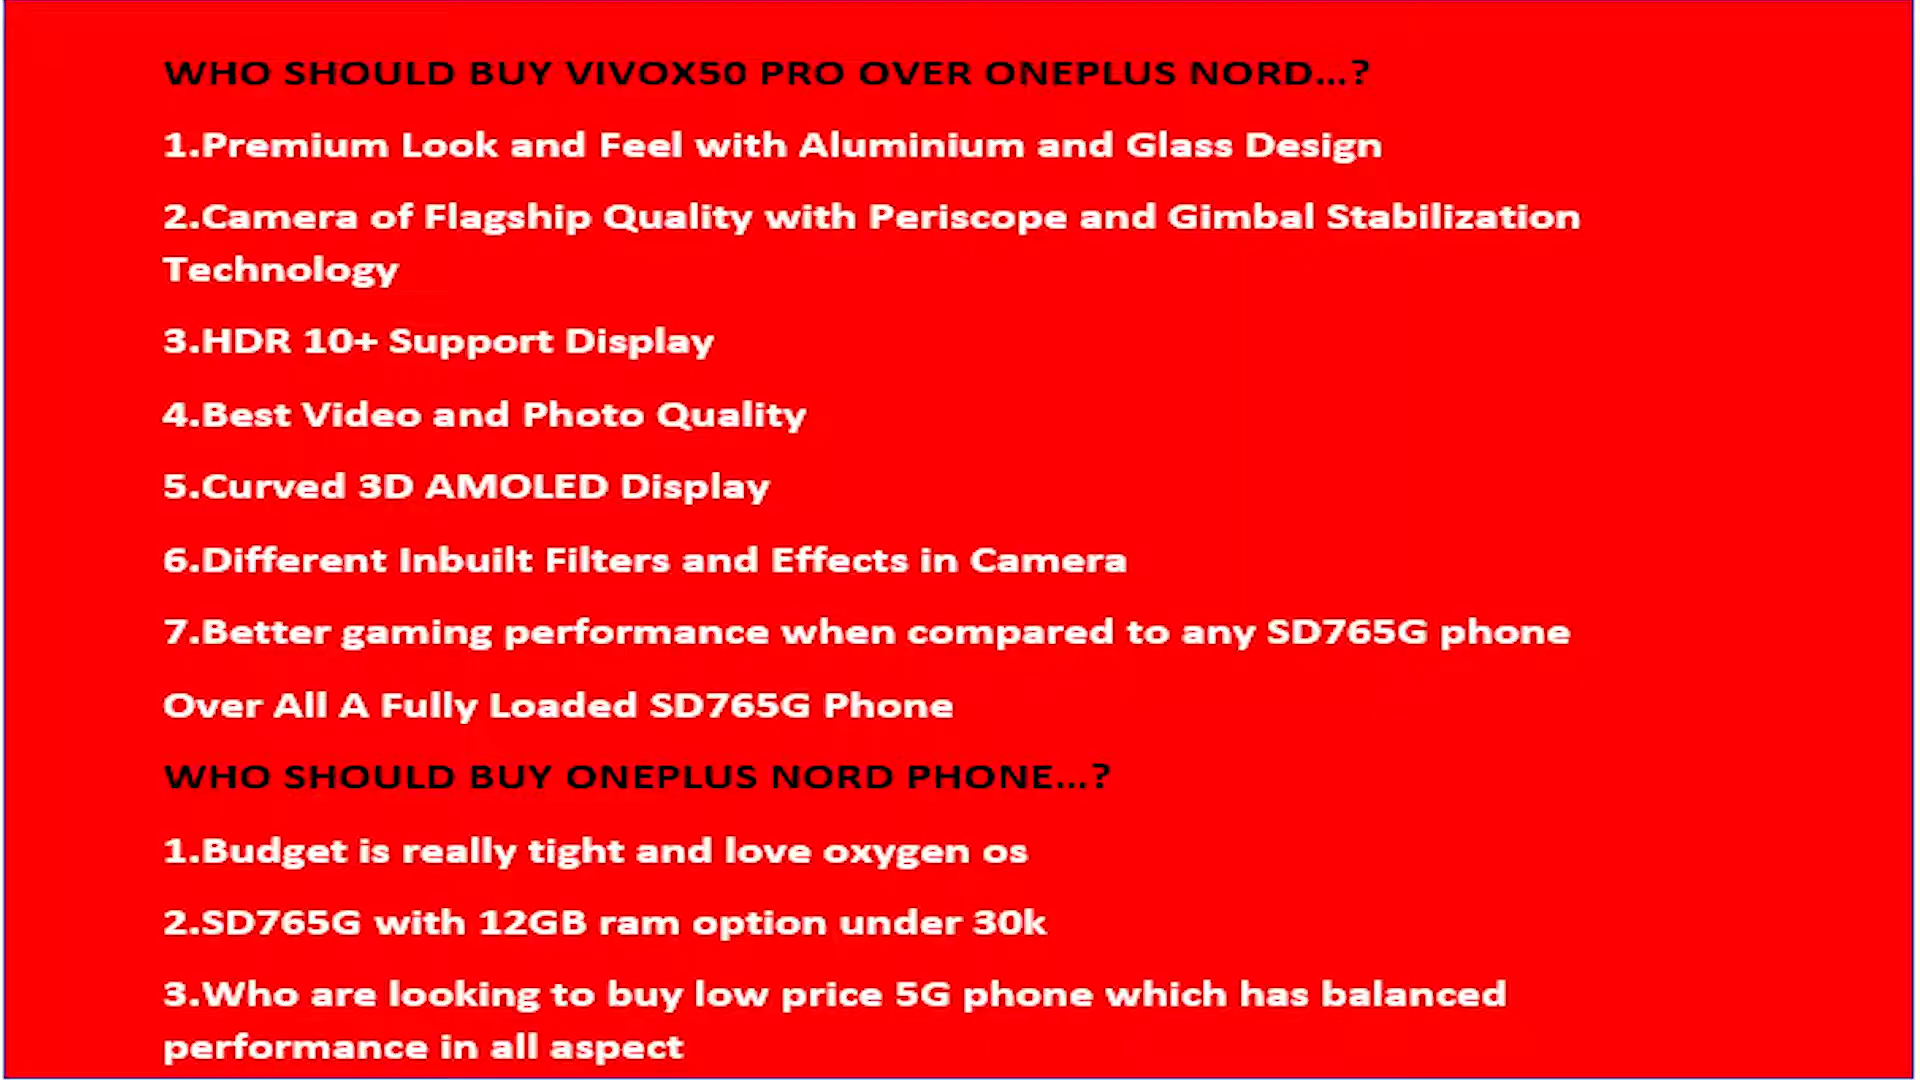 WHO SHOULD BUY VIVOX50 PRO OVER ONEPLUS NORD...?
1.Premium Look and Feel with Aluminium and Glass Design
2.Camera of Flagship Quality with Periscope and Gimbal Stabilization
Technology
3.HDR 10+ Support Display
4.Best Video and Photo Quality
5.Curved 3D AMOLED Display
6.Different Inbuilt Filters and Effects in Camera
7.Better gaming performance when compared to any SD765G phone
Over All A Fully Loaded SD765G Phone
WHO SHOULD BUY ONEPLUS NORD PHONE...?
1.Budget is really tight and love oxygen os
2.SD765G with 12GB ram option under 30k
3.Who are looking to buy low price 5G phone which has balanced
performance in all aspect